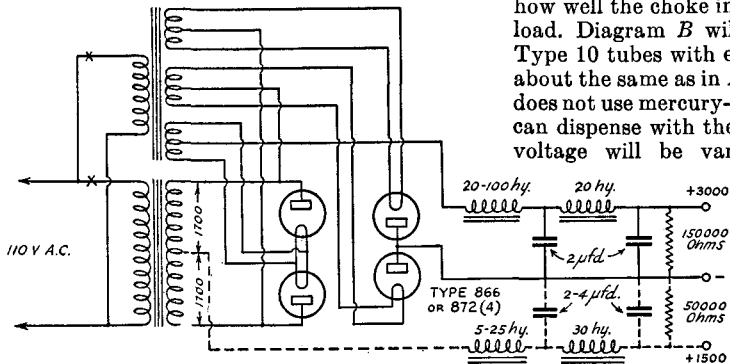 how well the choke in
load. Diagram B wil
Type 10 tubes with e
about the same as in
does not use mercury-
can dispense with the
voltage will be var
20-100 hy.
20 hy.
+3000
150000
Ohms
2 µfd.
-
110 V A.C.
1700
1700
TYPE 866
OR 872 (4)
2-4 µfd.
50000
Ohms
5-25 hy.
30 hy.
+1500